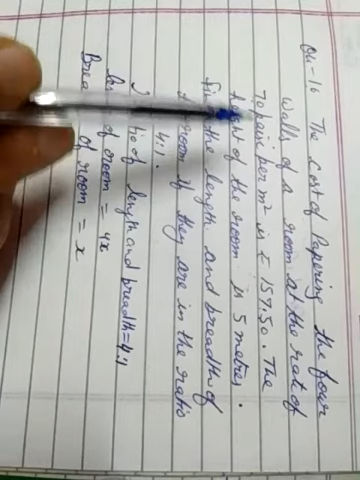 Qu-16 The cost of Papering the four
walls of a room at the rate of
70 paise per m² is ₹ 157.50. The
height of the room is 5 metres.
the length and breadth of
room if they are in the ratio
4:1.
of length and breadth = 4:1
of room = 4x
of room = x